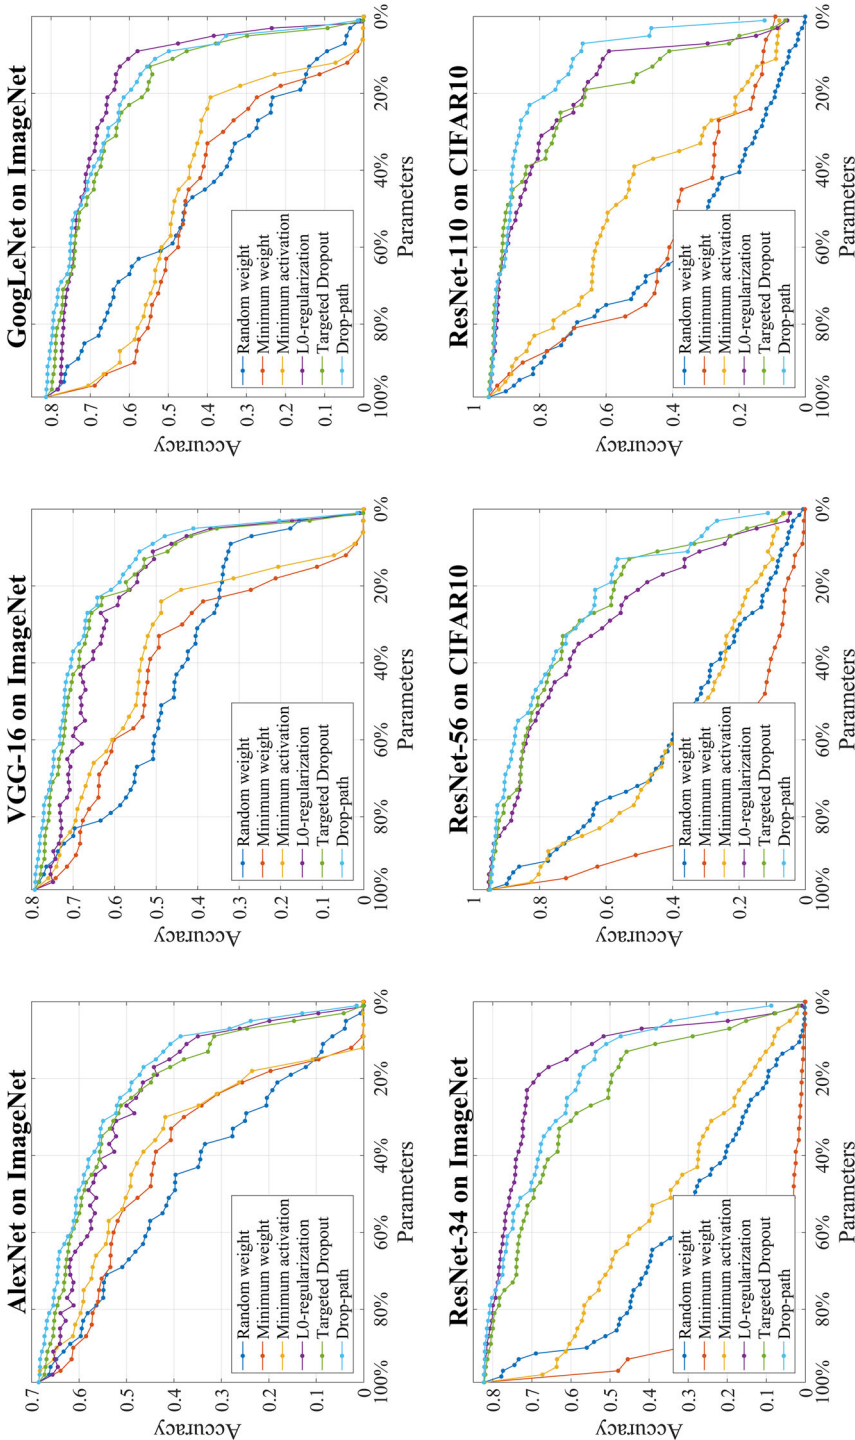 AlexNet on ImageNet
Accuracy
0.7
0.6
0.5
0.4
0.3
0.2
0.1
0
Random weight
Minimum weight
Minimum activation
L0-regularization
Targeted Dropout
Drop-path
100%
80%
60%
40%
20%
0%
Parameters
VGG-16 on ImageNet
Accuracy
0.8
0.7
0.6
0.5
0.4
0.3
0.2
0.1
0
Random weight
Minimum weight
Minimum activation
L0-regularization
Targeted Dropout
Drop-path
100%
80%
60%
40%
20%
0%
Parameters
GoogLeNet on ImageNet
Accuracy
0.8
0.7
0.6
0.5
0.4
0.3
0.2
0.1
0
Random weight
Minimum weight
Minimum activation
L0-regularization
Targeted Dropout
Drop-path
100%
80%
60%
40%
20%
0%
Parameters
ResNet-34 on ImageNet
Accuracy
0.8
0.7
0.6
0.5
0.4
0.3
0.2
0.1
0
Random weight
Minimum weight
Minimum activation
L0-regularization
Targeted Dropout
Drop-path
100%
80%
60%
40%
20%
0%
Parameters
ResNet-56 on CIFAR10
Accuracy
1
0.8
0.6
0.4
0.2
0
Random weight
Minimum weight
Minimum activation
L0-regularization
Targeted Dropout
Drop-path
100%
80%
60%
40%
20%
0%
Parameters
ResNet-110 on CIFAR10
Accuracy
1
0.8
0.6
0.4
0.2
0
Random weight
Minimum weight
Minimum activation
L0-regularization
Targeted Dropout
Drop-path
100%
80%
60%
40%
20%
0%
Parameters